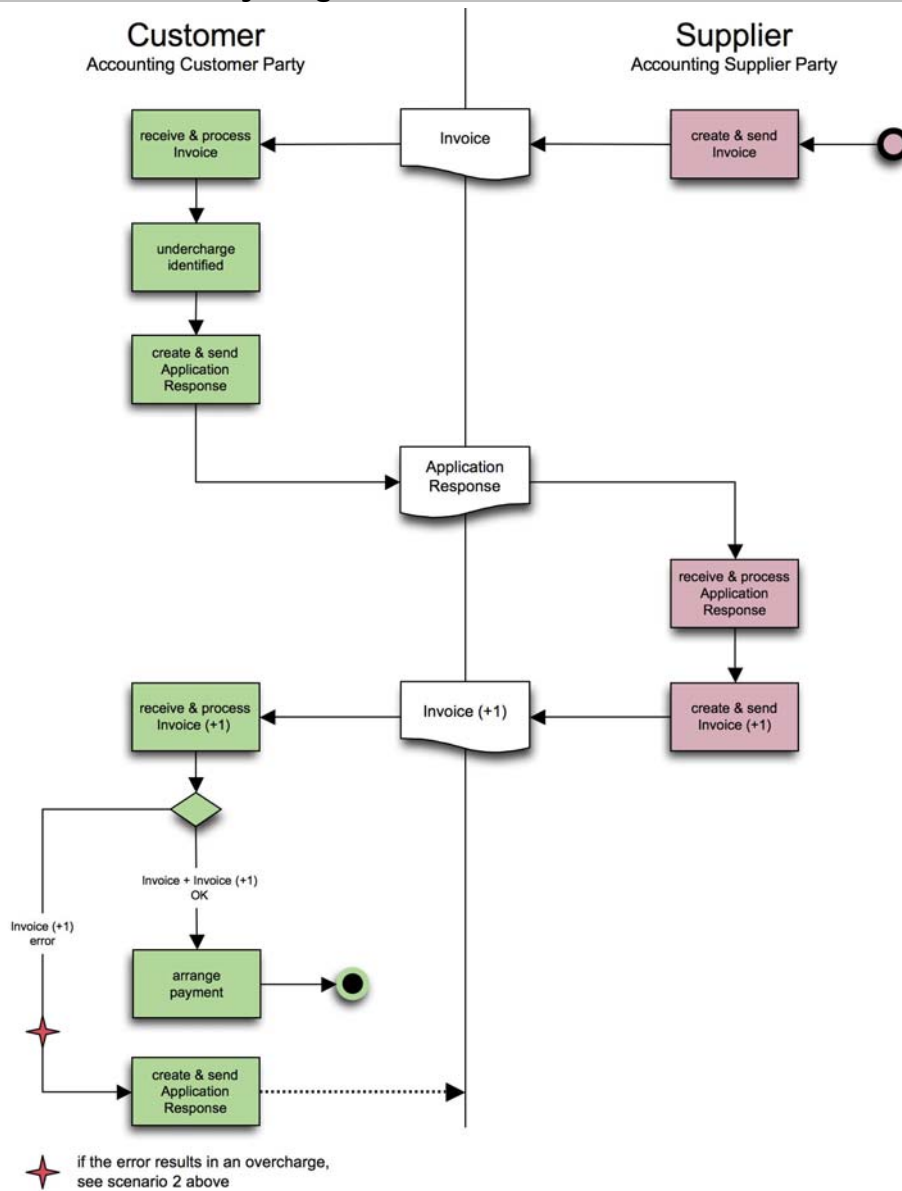 Customer
Accounting Customer Party
Supplier
Accounting Supplier Party
receive & process
Invoice
Invoice
create & send
Invoice
undercharge
identified
create & send
Application
Response
Application
Response
receive & process
Application
Response
receive & process
Invoice (+1)
Invoice (+1)
create & send
Invoice (+1)
Invoice + Invoice (+1)
OK
Invoice (+1)
error
arrange
payment
create & send
Application
Response
if the error results in an overcharge,
see scenario 2 above